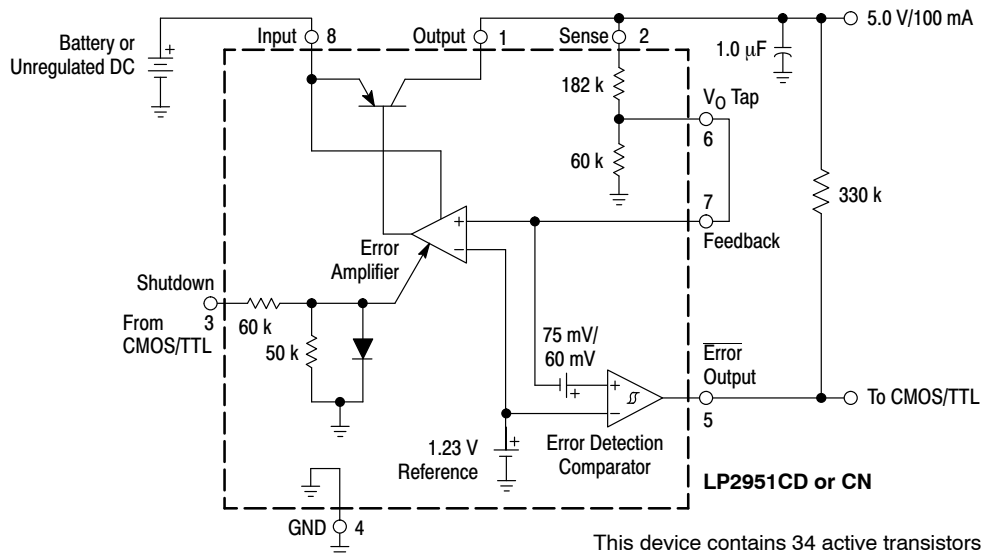 Battery or
Unregulated DC
+
Input 8
Output 1
Sense 2
5.0 V/100 mA
1.0 µF
182 k
VO Tap
6
60 k
330 k
7
Feedback
+
−
Error
Amplifier
Shutdown
3
From
CMOS/TTL
60 k
50 k
75 mV/
60 mV
+
+
−
Error
Output
5
To CMOS/TTL
1.23 V
Reference
+
Error Detection
Comparator
LP2951CD or CN
GND 4
This device contains 34 active transistors